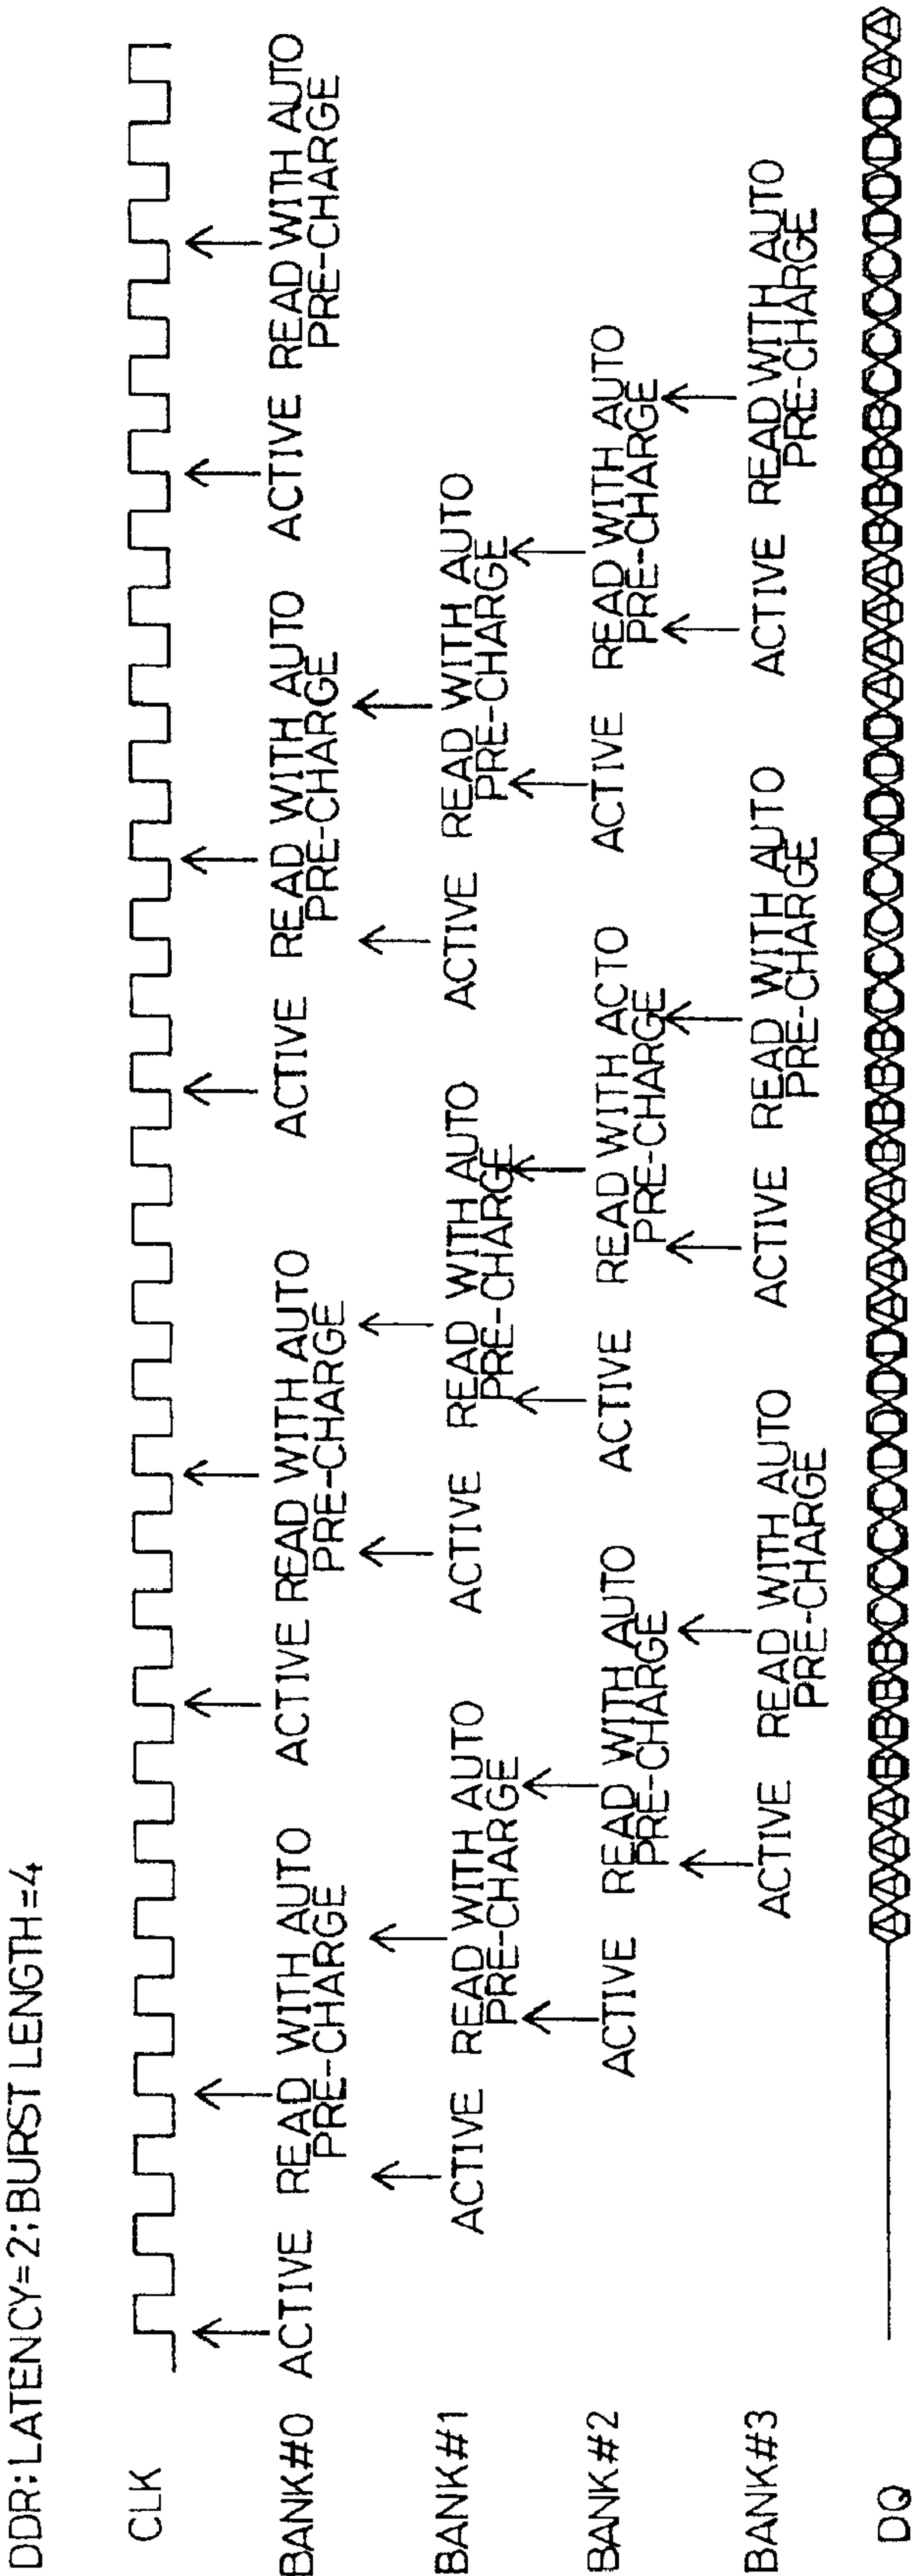 DDR:LATENCY=2;BURST LENGTH=4
CLK
BANK#0 ACTIVE READ WITH AUTO ACTIVE READ WITH AUTO ACTIVE READ WITH AUTO ACTIVE READ WITH AUTO
PRE-CHARGE PRE-CHARGE PRE-CHARGE PRE-CHARGE
BANK#1 ACTIVE READ WITH AUTO ACTIVE READ WITH AUTO ACTIVE READ WITH AUTO
PRE-CHARGE PRE-CHARGE PRE-CHARGE
BANK#2 ACTIVE READ WITH AUTO ACTIVE READ WITH ACTO ACTIVE READ WITH AUTO
PRE-CHARGE PRE-CHARGE PRE-CHARGE
BANK#3 ACTIVE READ WITH AUTO ACTIVE READ WITH AUTO ACTIVE READ WITH AUTO
PRE-CHARGE PRE-CHARGE PRE-CHARGE
DQ A A A A B B B B C C C C D D D D A A A A B B B B C C C C D D D D A A A A B B B B C C C C D D D D A A